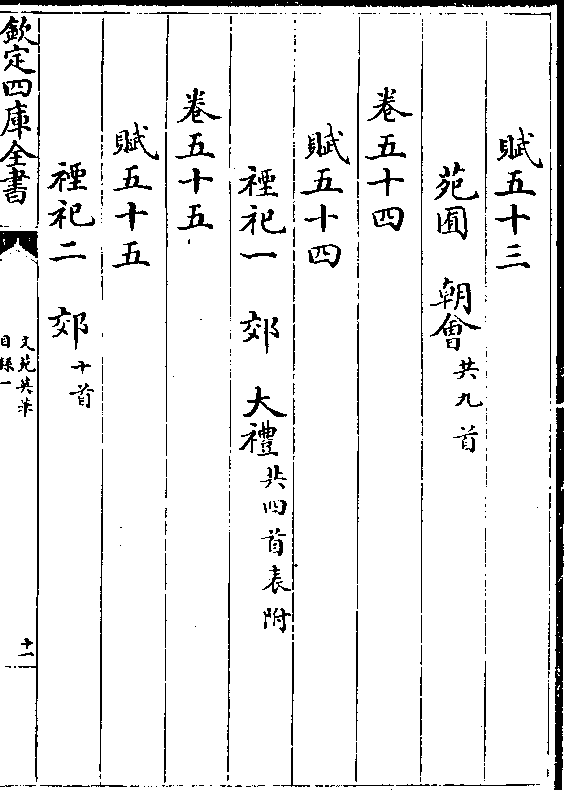 賦五十三
苑囿 朝會共九首
卷五十四
賦五十四
禋祀一 郊 大禮共四首表附
卷五十五
賦五十五
禋祀二 郊十首
欽定四庫全書
文苑英華
目録一
十一